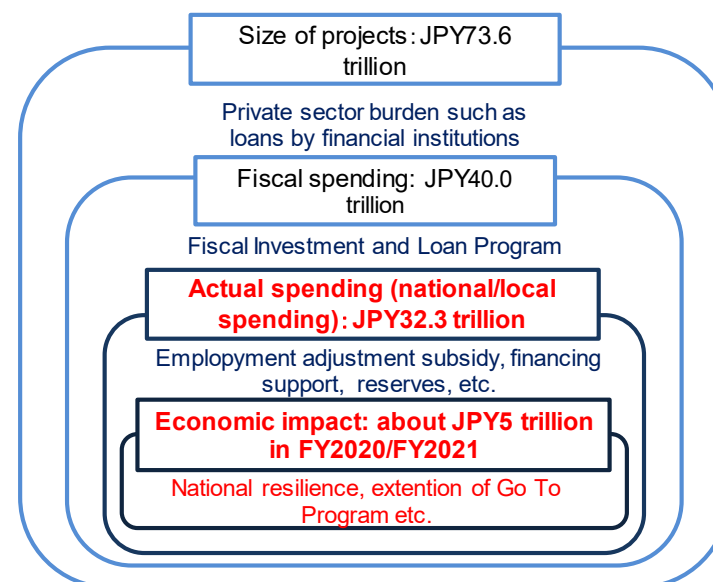 Size of projects：JPY73.6
trillion
Private sector burden such as
loans by financial institutions
Fiscal spending: JPY40.0
trillion
Fiscal Investment and Loan Program
Actual spending (national/local
spending)：JPY32.3 trillion
Emplopyment adjustment subsidy, financing
support, reserves, etc.
Economic impact: about JPY5 trillion
in FY2020/FY2021
National resilience, extention of Go To
Program etc.